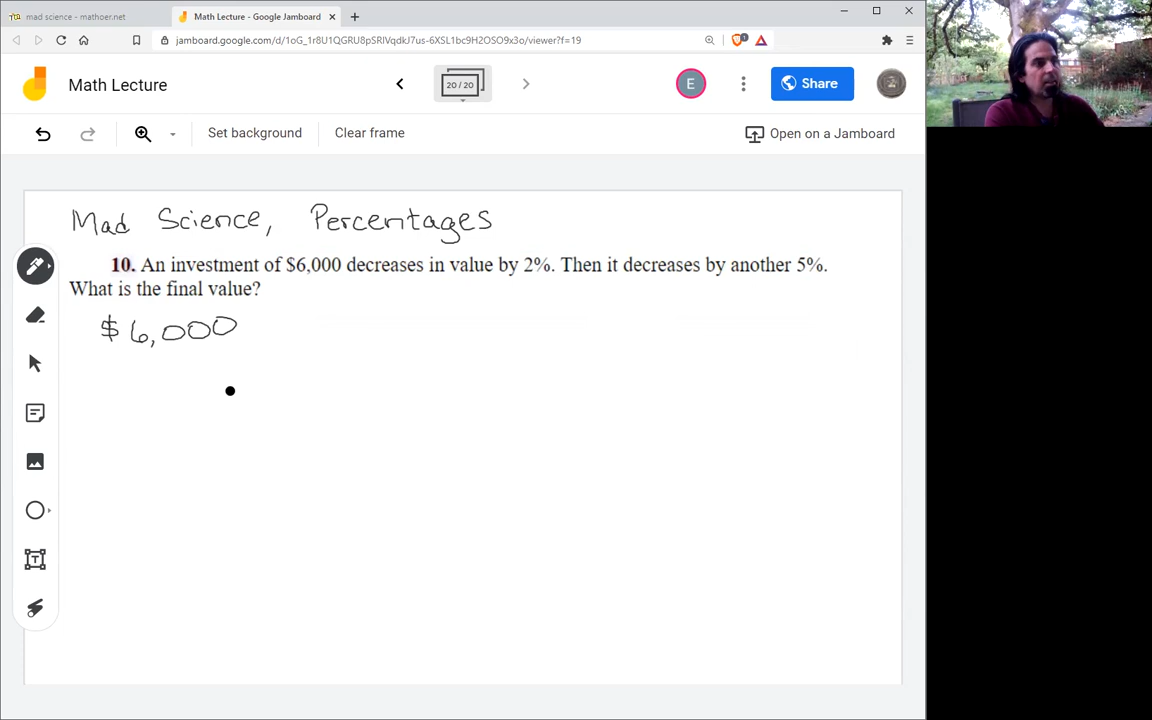 mad science - mathoer.net
Math Lecture - Google Jamboard
jamboard.google.com/d/1oG_1r8U1QGRU8pSRlVqdkJ7us-6XSL1bc9H2OSO9x3o/viewer?f=19
Math Lecture
20 / 20
E
Share
Set background
Clear frame
Open on a Jamboard
Mad Science, Percentages
10. An investment of $6,000 decreases in value by 2%. Then it decreases by another 5%.
What is the final value?
$6,000